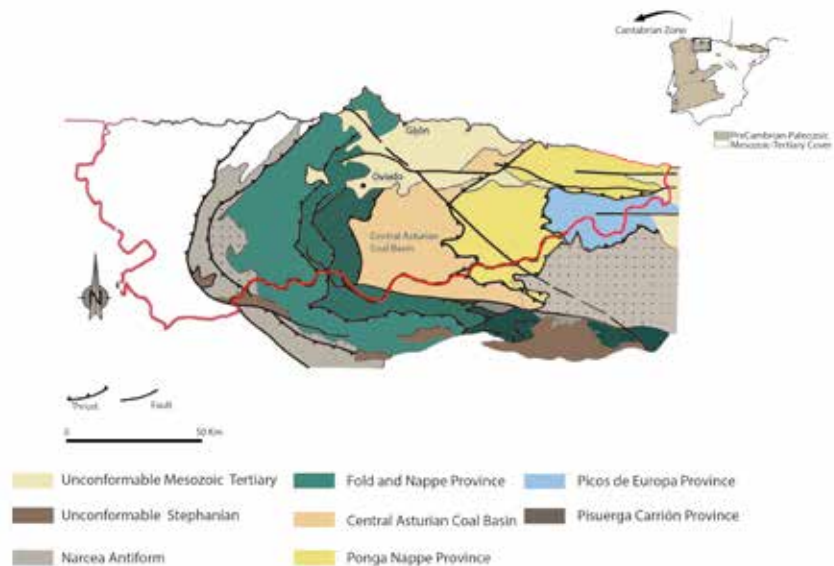 Cantabrian Zone
PreCambrian-Paleozoic
Mesozoic-Tertiary Cover
Gijón
Oviedo
Central Asturian
Coal Basin
N
Thrust
Fault
0
50 Km
Unconformable Mesozoic Tertiary
Fold and Nappe Province
Picos de Europa Province
Unconformable Stephanian
Central Asturian Coal Basin
Pisuerga Carrión Province
Narcea Antiform
Ponga Nappe Province